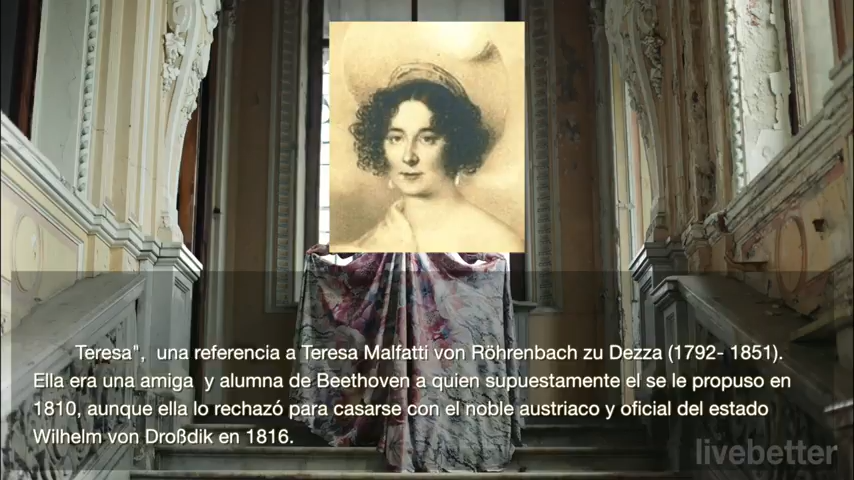 Teresa", una referencia a Teresa Malfatti von Röhrenbach zu Dezza (1792- 1851).
Ella era una amiga y alumna de Beethoven a quien supuestamente el se le propuso en
1810, aunque ella lo rechazó para casarse con el noble austriaco y oficial del estado
Wilhelm von Droßdik en 1816.
livebetter